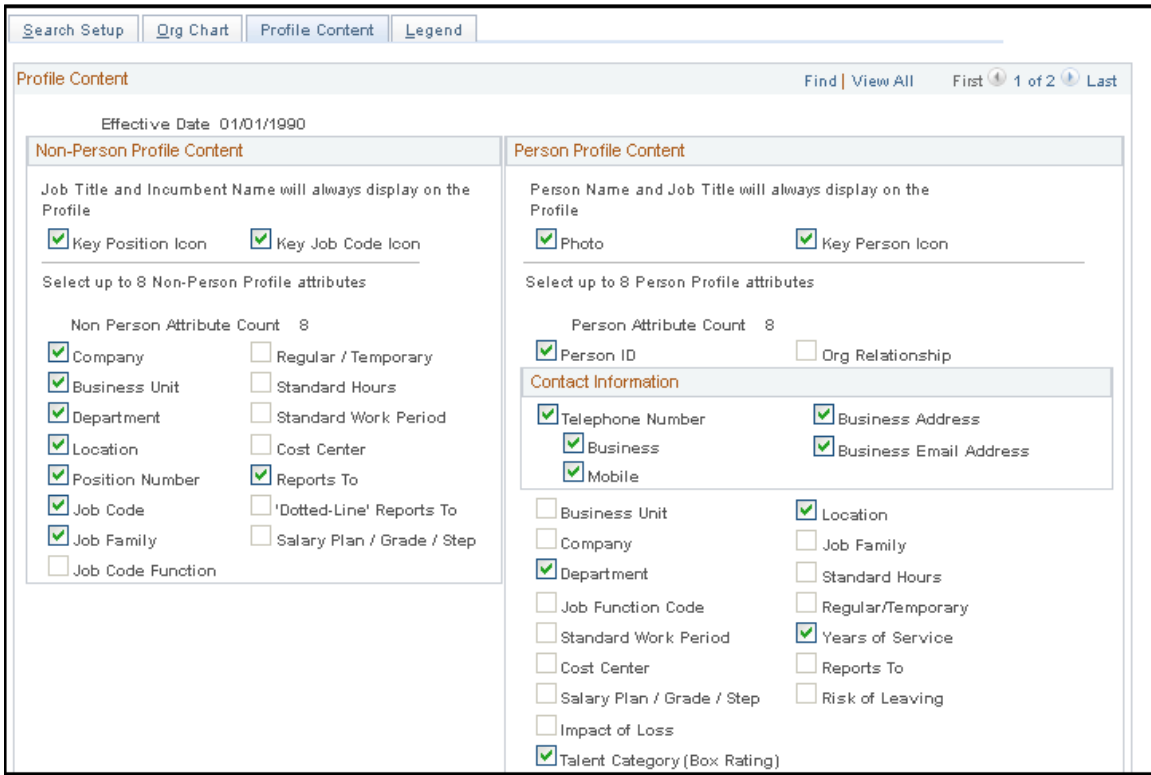 Search Setup Org Chart Profile Content Legend
Profile Content Find | View All First 1 of 2 Last
Effective Date 01/01/1990
Non-Person Profile Content
Job Title and Incumbent Name will always display on the
Profile
Key Position Icon Key Job Code Icon
Select up to 8 Non-Person Profile attributes
Non Person Attribute Count 8
Company Regular / Temporary
Business Unit Standard Hours
Department Standard Work Period
Location Cost Center
Position Number Reports To
Job Code 'Dotted-Line' Reports To
Job Family Salary Plan / Grade / Step
Job Code Function
Person Profile Content
Person Name and Job Title will always display on the
Profile
Photo Key Person Icon
Select up to 8 Person Profile attributes
Person Attribute Count 8
Person ID Org Relationship
Contact Information
Telephone Number Business Address
Business Business Email Address
Mobile
Business Unit Location
Company Job Family
Department Standard Hours
Job Function Code Regular/Temporary
Standard Work Period Years of Service
Cost Center Reports To
Salary Plan / Grade / Step Risk of Leaving
Impact of Loss
Talent Category (Box Rating)